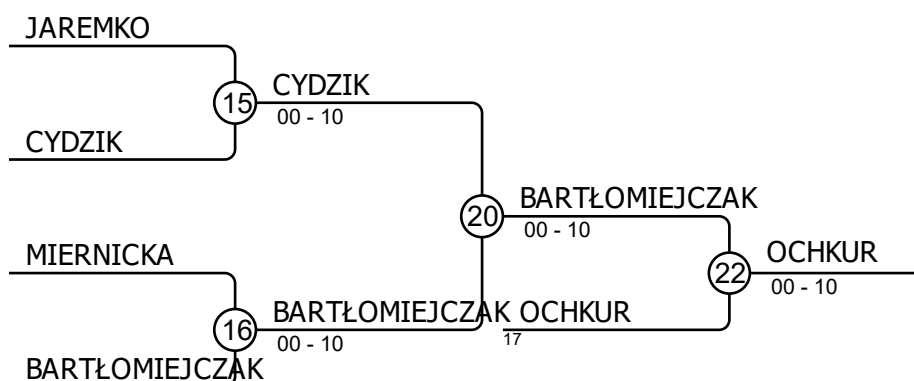 JAREMKO
15
CYDZIK
00 - 10
CYDZIK
20
BARTŁOMIEJCZAK
00 - 10
MIERNICKA
22
OCHKUR
00 - 10
16
BARTŁOMIEJCZAK
00 - 10
OCHKUR
17
BARTŁOMIEJCZAK